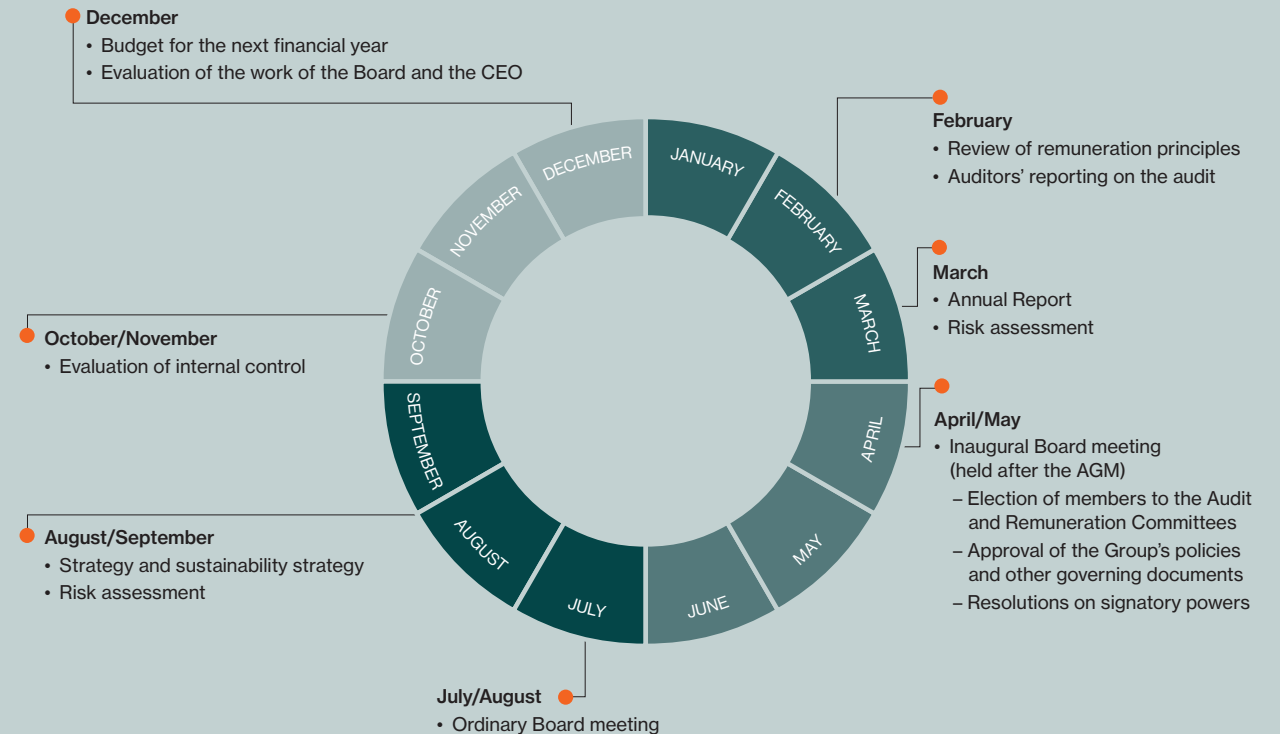 December
• Budget for the next financial year
• Evaluation of the work of the Board and the CEO
February
• Review of remuneration principles
• Auditors' reporting on the audit
March
• Annual Report
• Risk assessment
April/May
• Inaugural Board meeting
(held after the AGM)
– Election of members to the Audit
and Remuneration Committees
– Approval of the Group's policies
and other governing documents
– Resolutions on signatory powers
July/August
• Ordinary Board meeting
August/September
• Strategy and sustainability strategy
• Risk assessment
October/November
• Evaluation of internal control
JANUARY
FEBRUARY
MARCH
APRIL
MAY
JUNE
JULY
AUGUST
SEPTEMBER
OCTOBER
NOVEMBER
DECEMBER